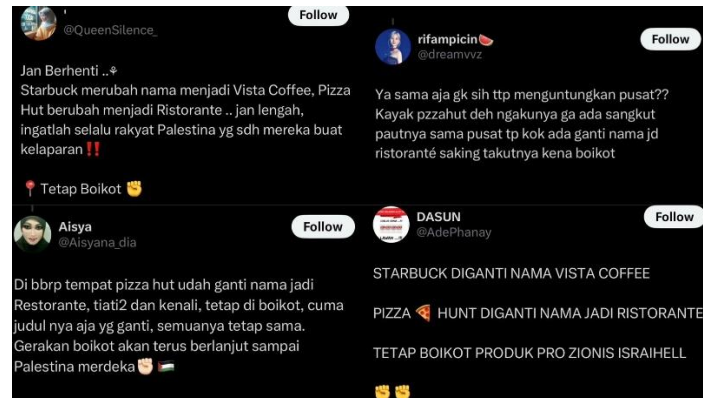 @QueenSilence_
Follow
Jan Berhenti ..
Starbuck merubah nama menjadi Vista Coffee, Pizza
Hut berubah menjadi Ristorante .. jan lengah,
ingatlah selalu rakyat Palestina yg sdh mereka buat
kelaparan‼️
📍 Tetap Boikot ✊
rifampicin🍉
@dreamvvz
Follow
Ya sama aja gk sih ttp menguntungkan pusat??
Kayak pzzahut deh ngakunya ga ada sangkut
pautnya sama pusat tp kok ada ganti nama jd
ristoranté saking takutnya kena boikot
Aisya
@Aisyana_dia
Follow
Di bbrp tempat pizza hut udah ganti nama jadi
Restorante, tiati2 dan kenali, tetap di boikot, cuma
judul nya aja yg ganti, semuanya tetap sama.
Gerakan boikot akan terus berlanjut sampai
Palestina merdeka✊🏻 🇵🇸
DASUN
@AdePhanay
Follow
STARBUCK DIGANTI NAMA VISTA COFFEE
PIZZA 🍕 HUNT DIGANTI NAMA JADI RISTORANTE
TETAP BOIKOT PRODUK PRO ZIONIS ISRAIHELL
✊ ✊